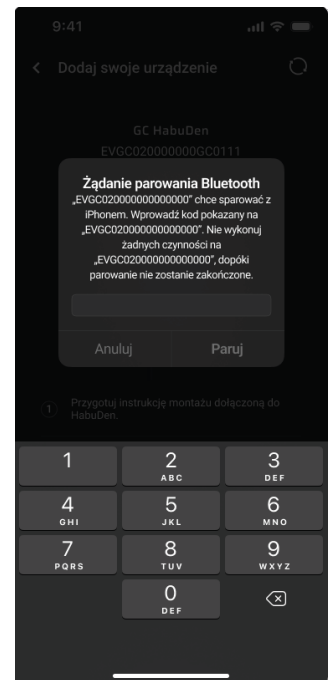 9:41
Dodaj swoje urządzenie
GC HabuDen
EVGC020000000GC0111
Żądanie parowania Bluetooth
„EVGC020000000000000” chce sparować z
iPhonem. Wprowadź kod pokazany na
„EVGC020000000000000”. Nie wykonuj
żadnych czynności na
„EVGC020000000000000”, dopóki
parowanie nie zostanie zakończone.
Anuluj
Paruj
1 Przygotuj instrukcję montażu dołączoną do
HabuDen.
1 2 3
ABC DEF
4 5 6
GHI JKL MNO
7 8 9
PQRS TUV WXYZ
0
DEF